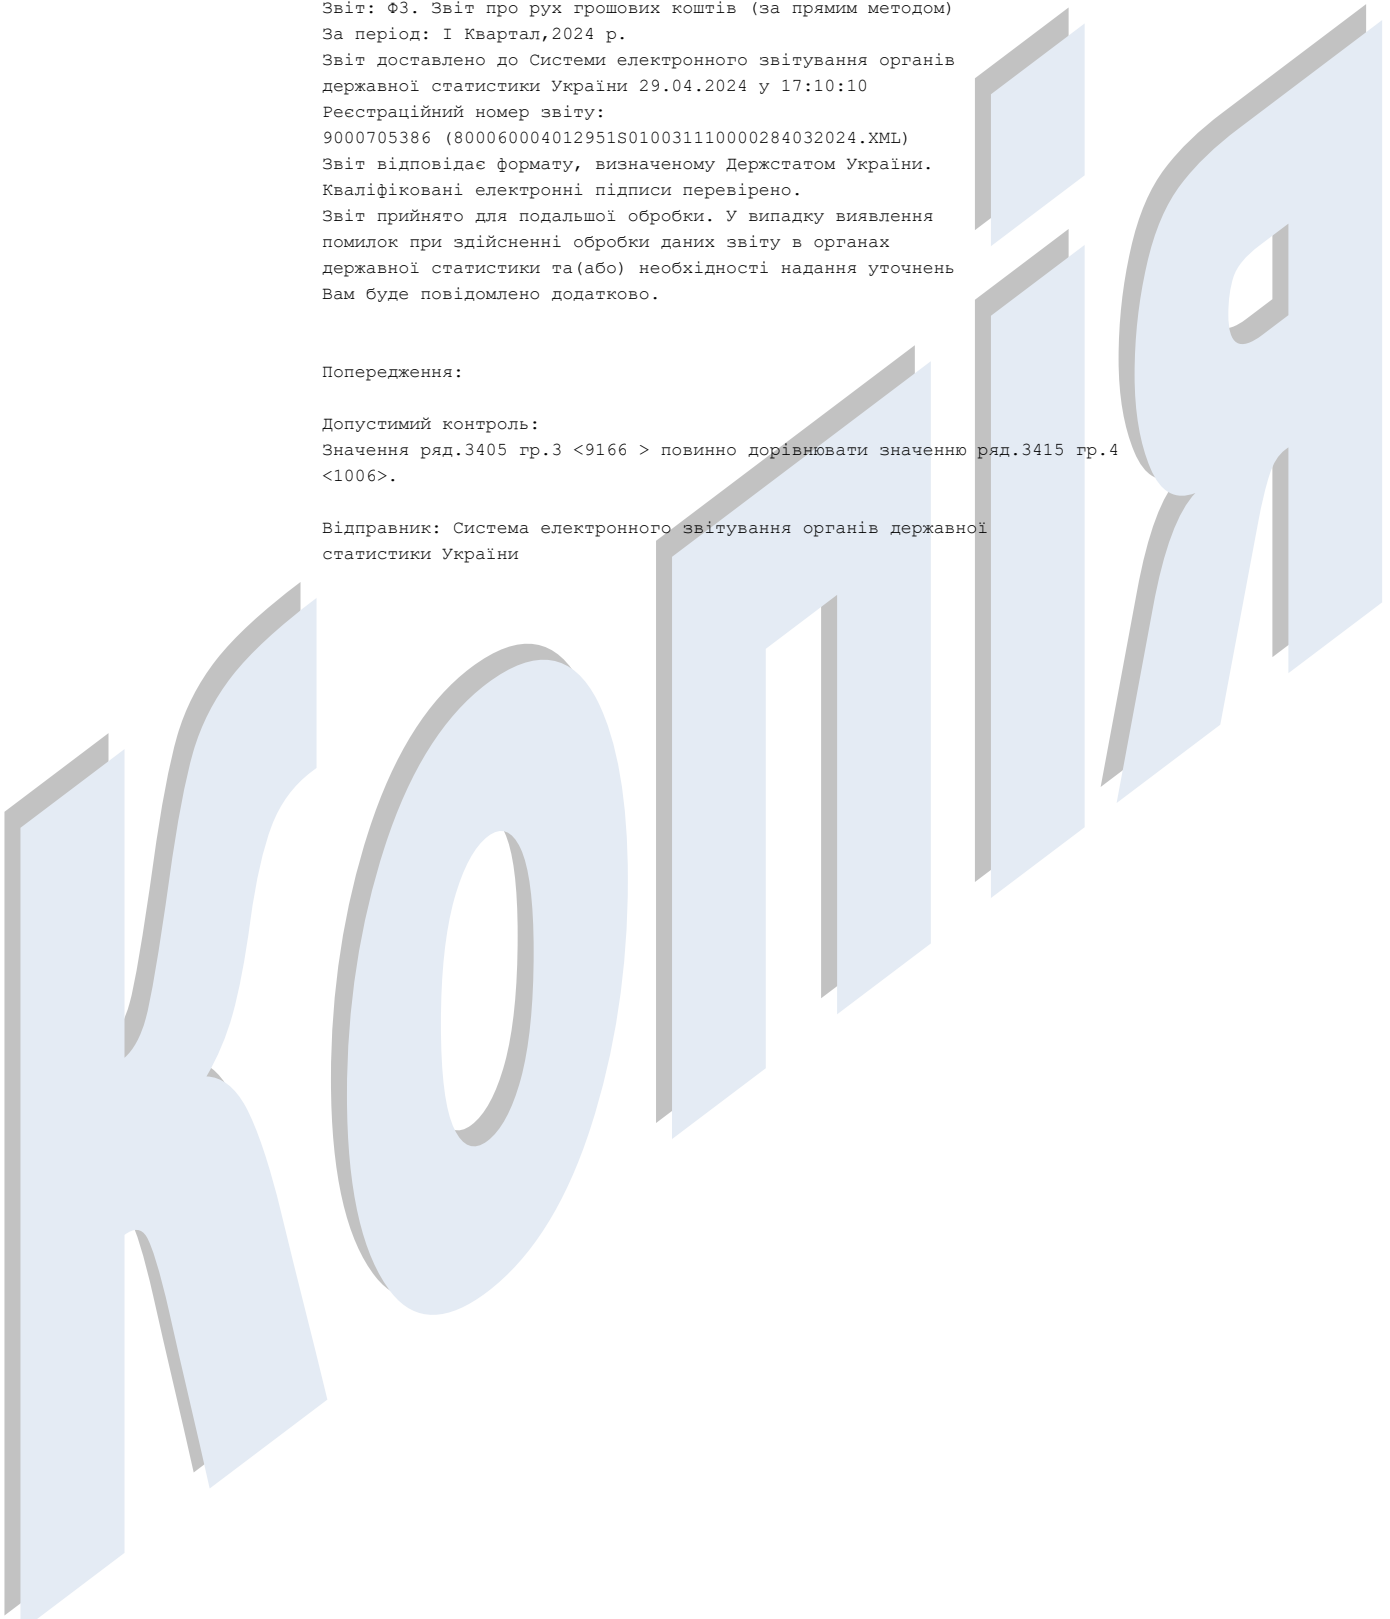 Звіт: Ф3. Звіт про рух грошових коштів (за прямим методом)
За період: I Квартал,2024 р.
Звіт доставлено до Системи електронного звітування органів
державної статистики України 29.04.2024 у 17:10:10
Реєстраційний номер звіту:
9000705386 (800060004012951S010031110000284032024.XML)
Звіт відповідає формату, визначеному Держстатом України.
Кваліфіковані електронні підписи перевірено.
Звіт прийнято для подальшої обробки. У випадку виявлення
помилок при здійсненні обробки даних звіту в органах
державної статистики та(або) необхідності надання уточнень
Вам буде повідомлено додатково.
Попередження:
Допустимий контроль:
Значення ряд.3405 гр.3 <9166 > повинно дорівнювати значенню ряд.3415 гр.4
<1006>.
Відправник: Система електронного звітування органів державної
статистики України
КОПІЯ